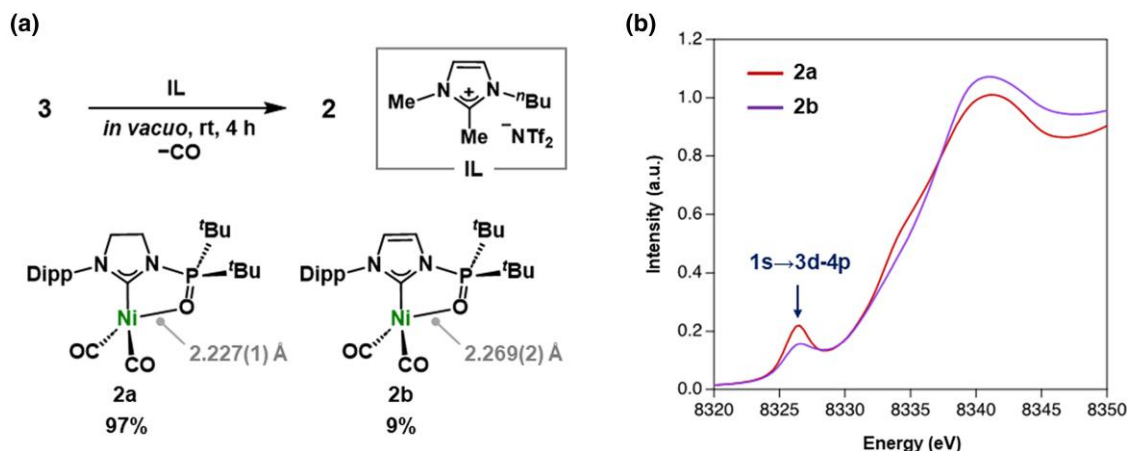 (a)
3
IL
in vacuo, rt, 4 h
−CO
2
Me
N
+
N
nBu
Me
−NTf2
IL
tBu
Dipp
N
N
P
tBu
O
Ni
OC
CO
2.227(1) Å
2a
97%
tBu
Dipp
N
N
P
tBu
O
Ni
OC
CO
2.269(2) Å
2b
9%
(b)
1.2
1.0
0.8
0.6
0.4
0.2
0.0
Intensity (a.u.)
2a
2b
1s→3d-4p
8320 8325 8330 8335 8340 8345 8350
Energy (eV)